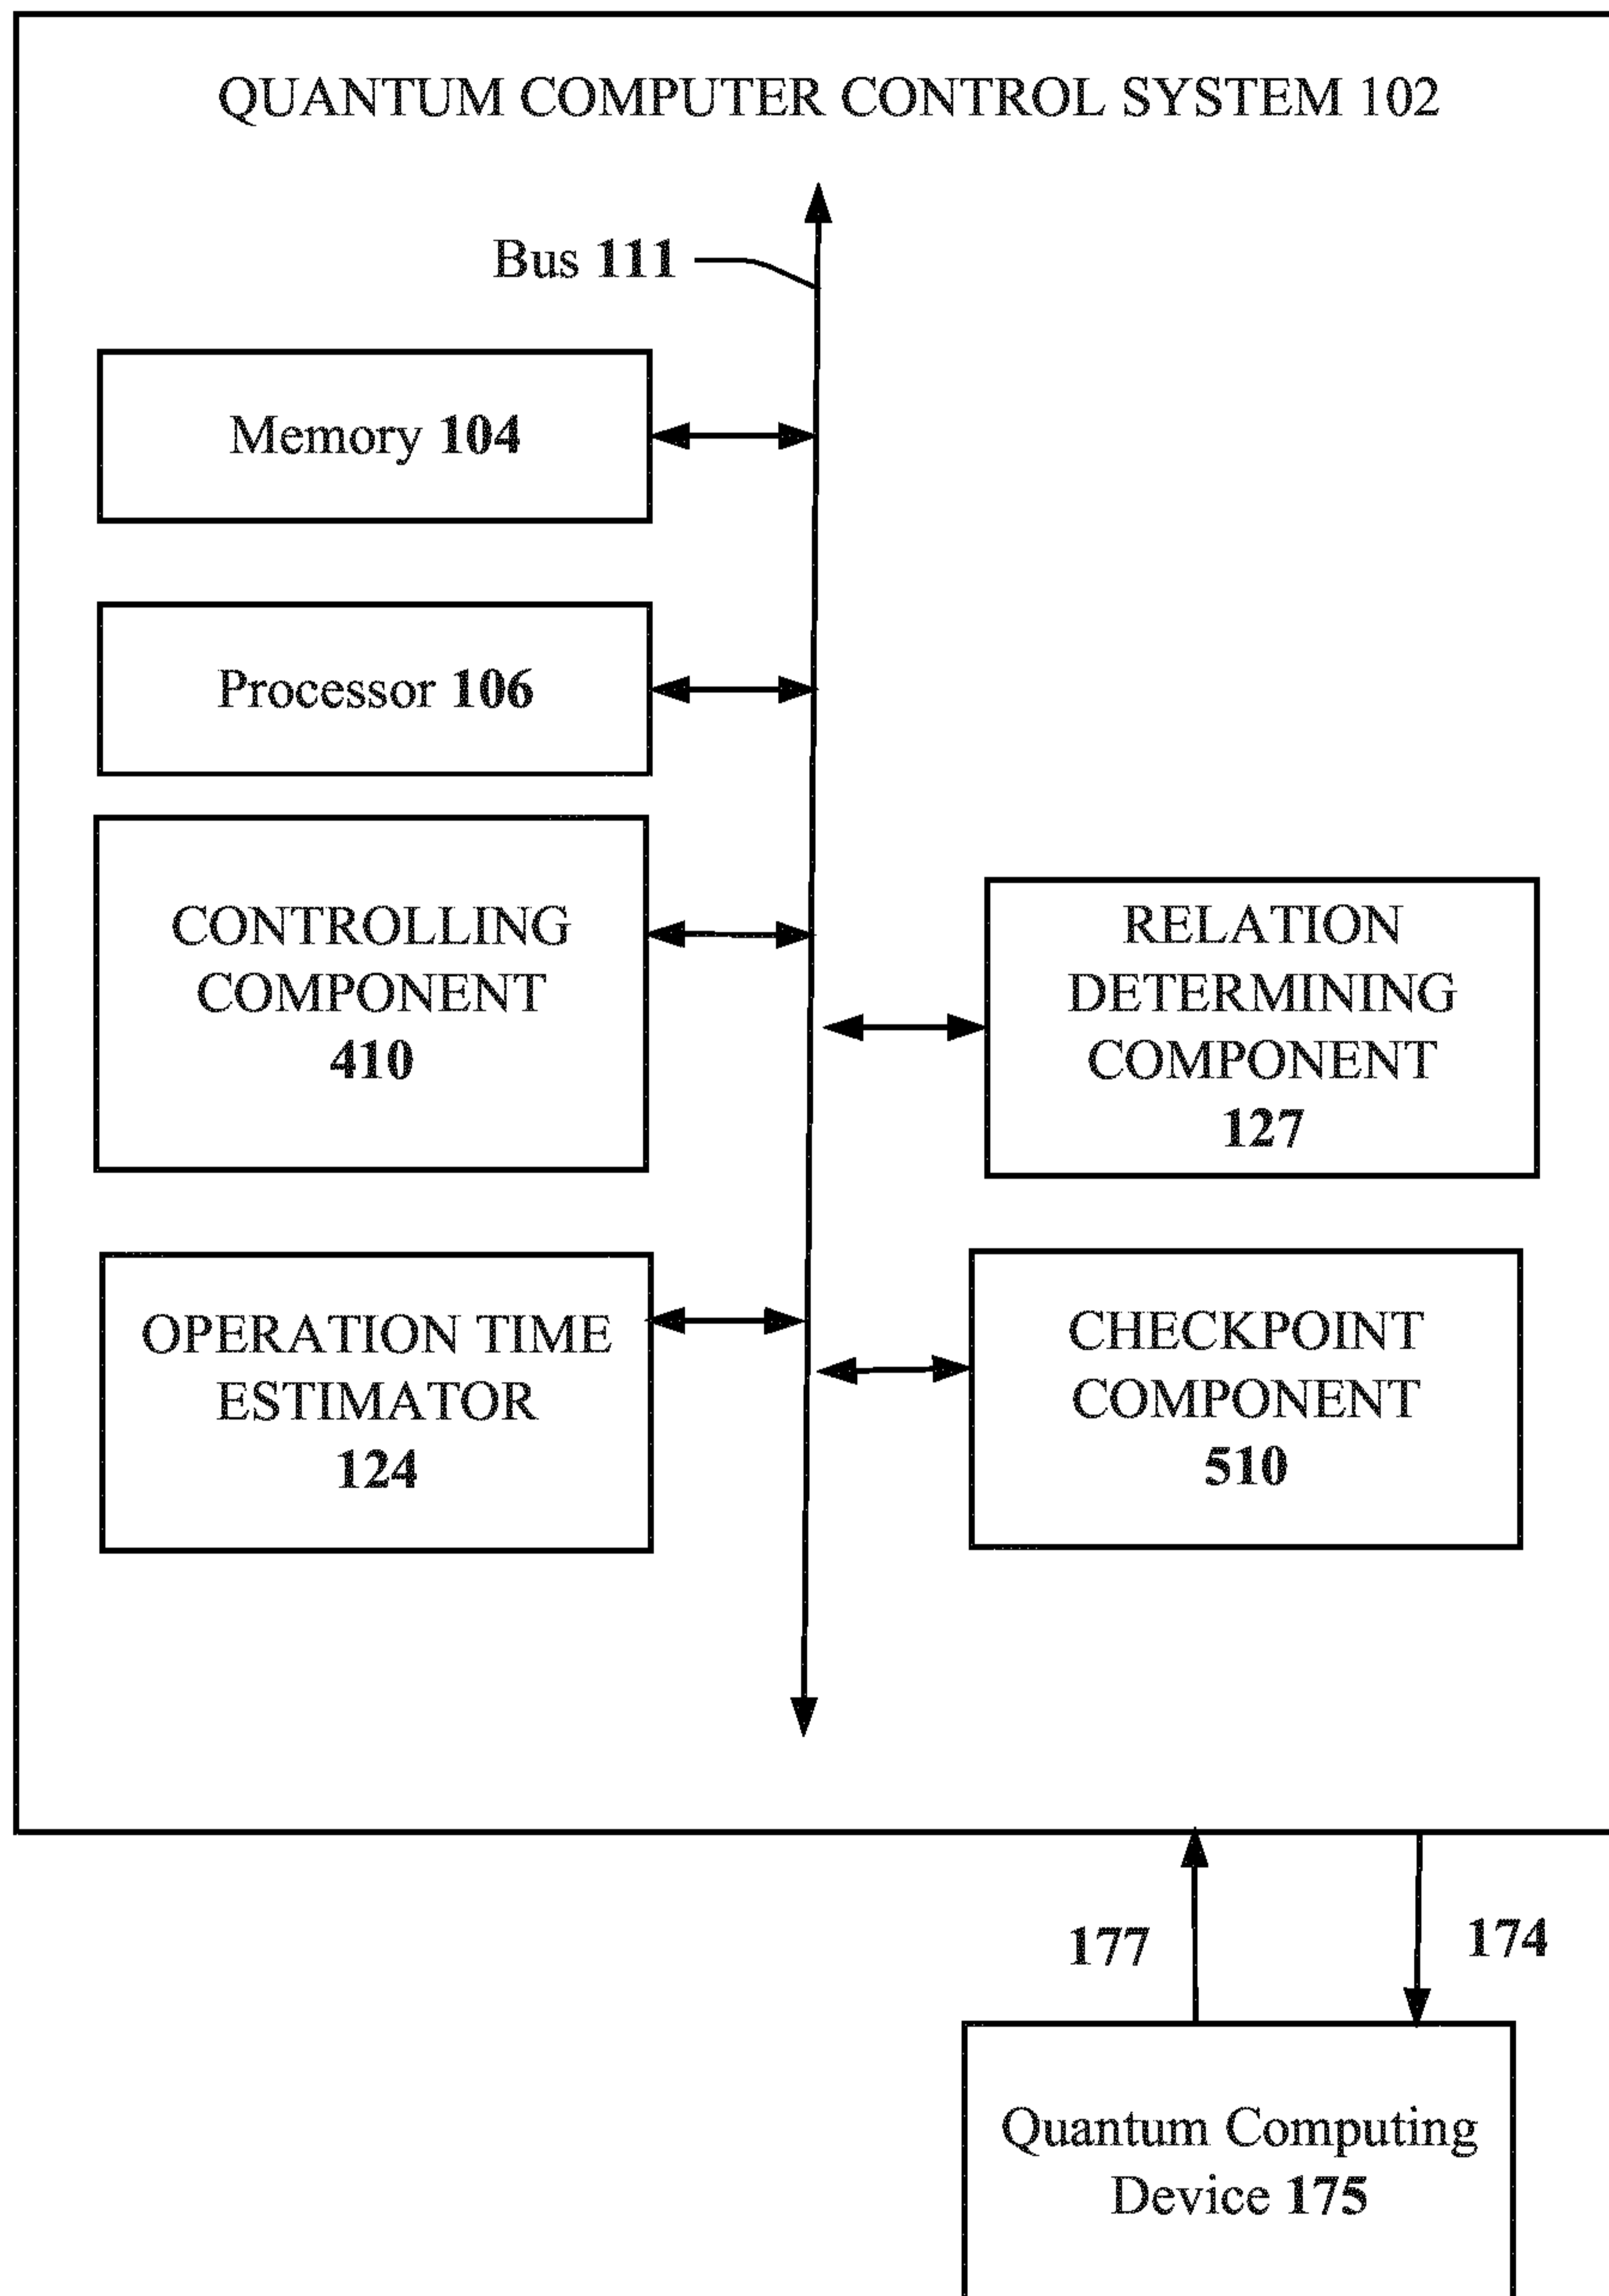 QUANTUM COMPUTER CONTROL SYSTEM 102
Bus 111
Memory 104
Processor 106
CONTROLLING
COMPONENT
410
RELATION
DETERMINING
COMPONENT
127
OPERATION TIME
ESTIMATOR
124
CHECKPOINT
COMPONENT
510
177
174
Quantum Computing
Device 175